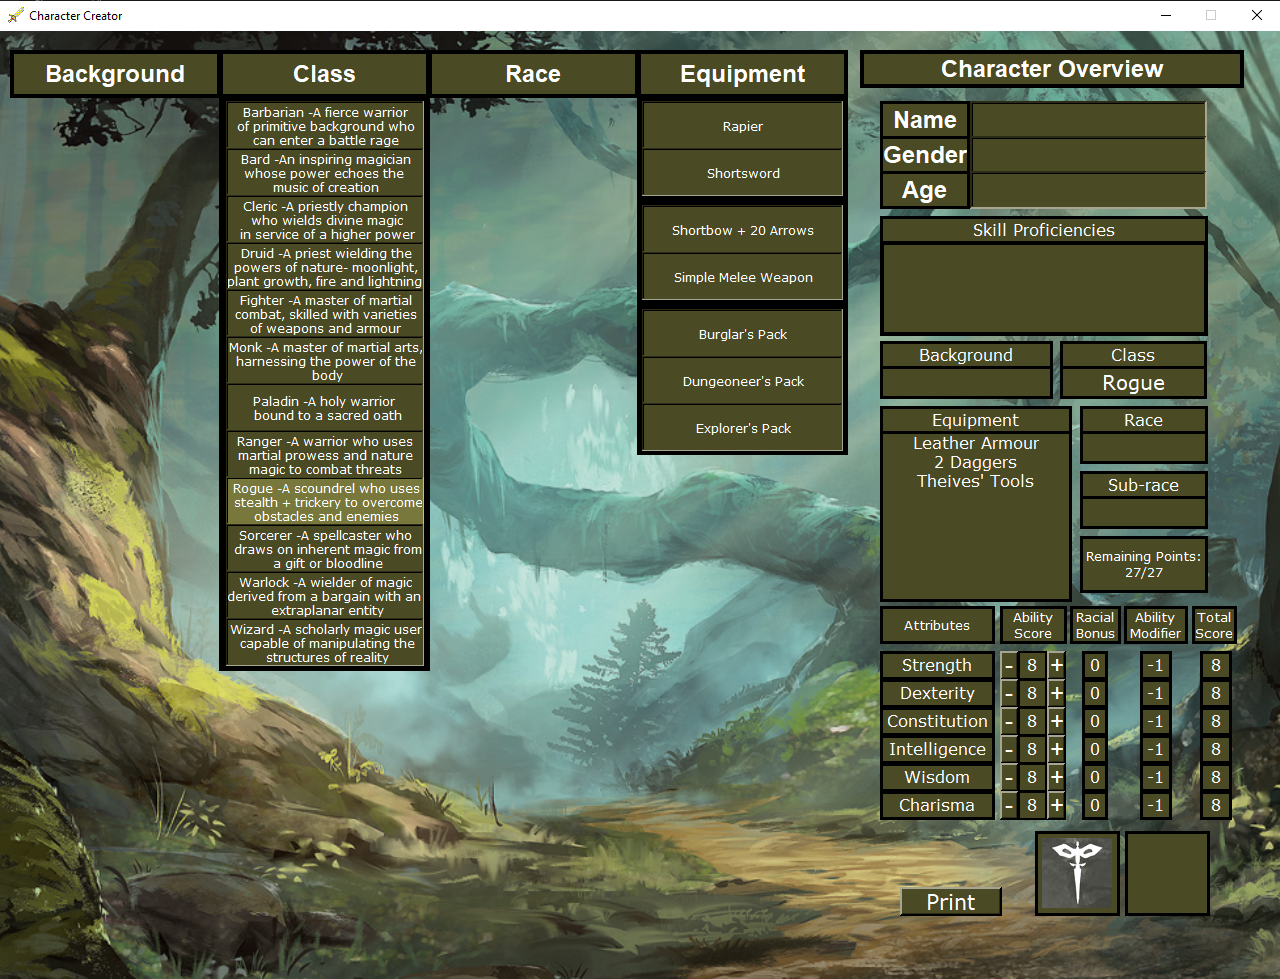 Character Creator
Background
Class
Race
Equipment
Character Overview
Barbarian -A fierce warrior
of primitive background who
can enter a battle rage
Bard -An inspiring magician
whose power echoes the
music of creation
Cleric -A priestly champion
who wields divine magic
in service of a higher power
Druid -A priest wielding the
powers of nature- moonlight,
plant growth, fire and lightning
Fighter -A master of martial
combat, skilled with varieties
of weapons and armour
Monk -A master of martial arts,
harnessing the power of the
body
Paladin -A holy warrior
bound to a sacred oath
Ranger -A warrior who uses
martial prowess and nature
magic to combat threats
Rogue -A scoundrel who uses
stealth + trickery to overcome
obstacles and enemies
Sorcerer -A spellcaster who
draws on inherent magic from
a gift or bloodline
Warlock -A wielder of magic
derived from a bargain with an
extraplanar entity
Wizard -A scholarly magic user
capable of manipulating the
structures of reality
Rapier
Shortsword
Shortbow + 20 Arrows
Simple Melee Weapon
Burglar's Pack
Dungeoneer's Pack
Explorer's Pack
Name
Gender
Age
Skill Proficiencies
Background
Class
Rogue
Equipment
Leather Armour
2 Daggers
Theives' Tools
Race
Sub-race
Remaining Points:
27/27
Attributes
Ability
Score
Racial
Bonus
Ability
Modifier
Total
Score
Strength - 8 + 0 -1 8
Dexterity - 8 + 0 -1 8
Constitution - 8 + 0 -1 8
Intelligence - 8 + 0 -1 8
Wisdom - 8 + 0 -1 8
Charisma - 8 + 0 -1 8
Print